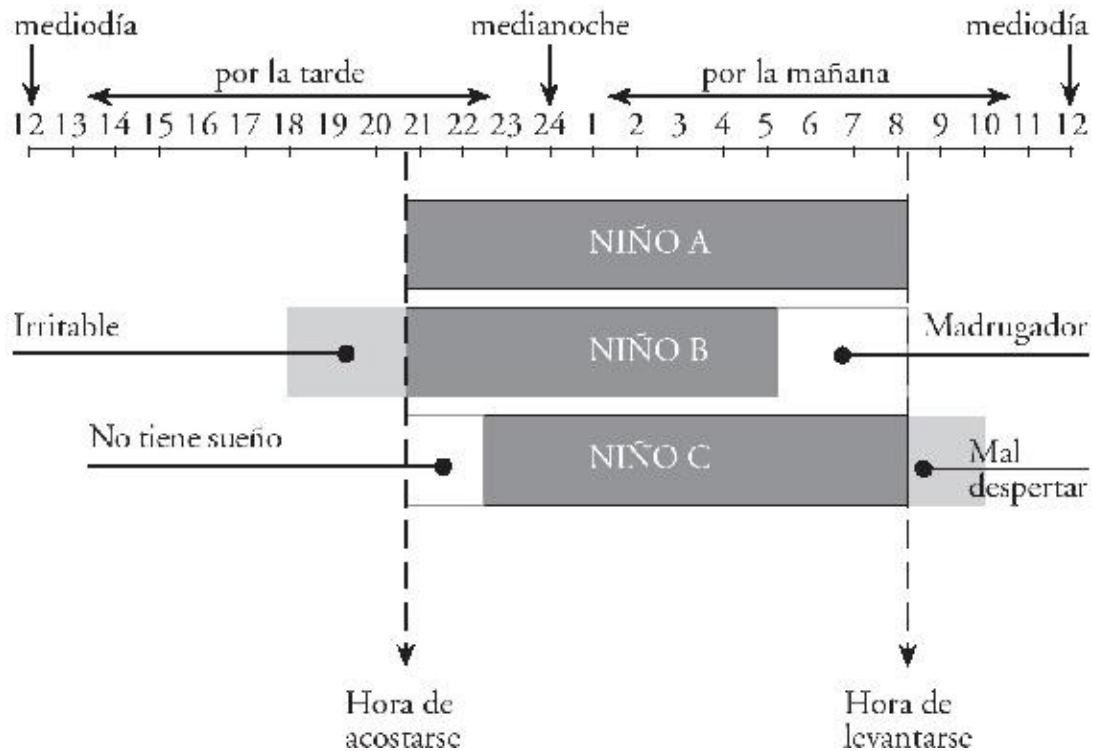 mediodía medianoche mediodía
por la tarde por la mañana
12 13 14 15 16 17 18 19 20 21 22 23 24 1 2 3 4 5 6 7 8 9 10 11 12
NIÑO A
Irritable NIÑO B Madrugador
No tiene sueño NIÑO C Mal
despertar
Hora de
acostarse
Hora de
levantarse